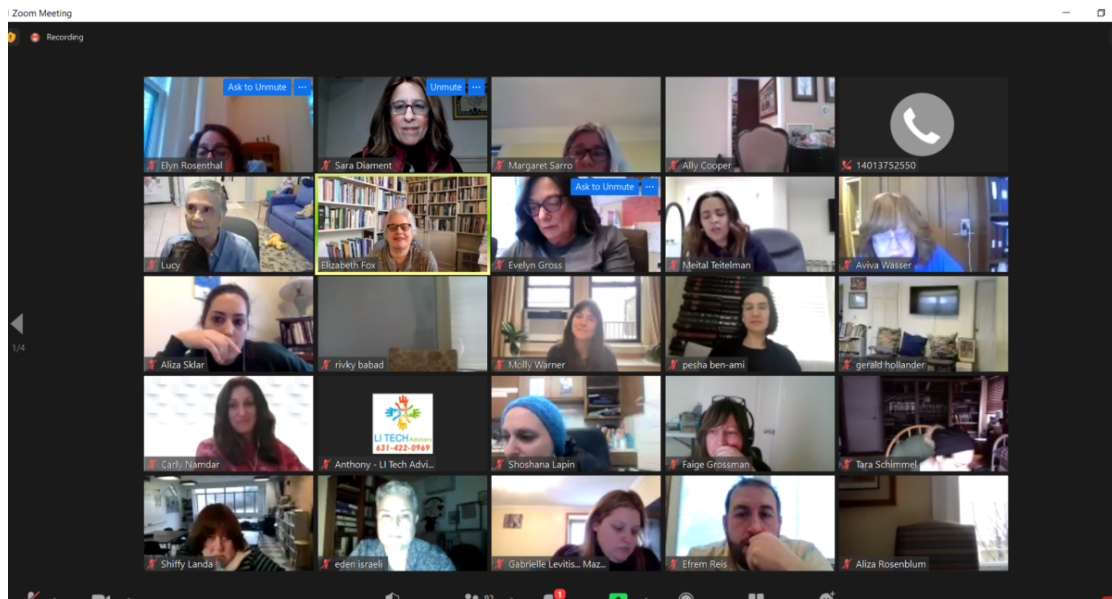 Zoom Meeting
Recording
Ask to Unmute
Unmute
Elyn Rosenthal
Sara Diament
Margaret Sarro
Ally Cooper
14013752550
Ask to Unmute
Lucy
Elizabeth Fox
Evelyn Gross
Meital Teitelman
Aviva Wasser
Aliza Sklar
rivky babad
Molly Warner
pesha ben-ami
gerald hollander
1/4
LI TECH Advisors
631-422-0969
Carly Namdar
Anthony - LI Tech Advi...
Shoshana Lapin
Faige Grossman
Tara Schimmel
Shiffy Landa
eden israeli
Gabrielle Levitis... Maz...
Efrem Reis
Aliza Rosenblum
92
1